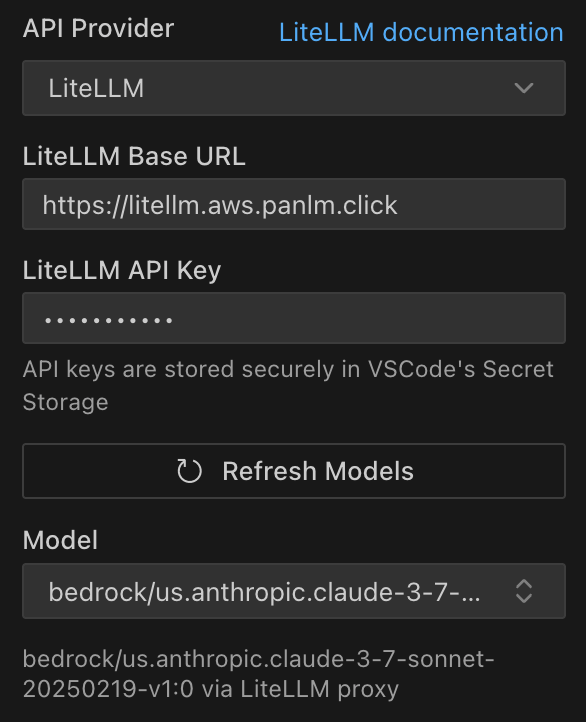 API Provider
LiteLLM documentation
LiteLLM
LiteLLM Base URL
https://litellm.aws.panlm.click
LiteLLM API Key
•••••••••••
API keys are stored securely in VSCode's Secret
Storage
Refresh Models
Model
bedrock/us.anthropic.claude-3-7-...
bedrock/us.anthropic.claude-3-7-sonnet-
20250219-v1:0 via LiteLLM proxy